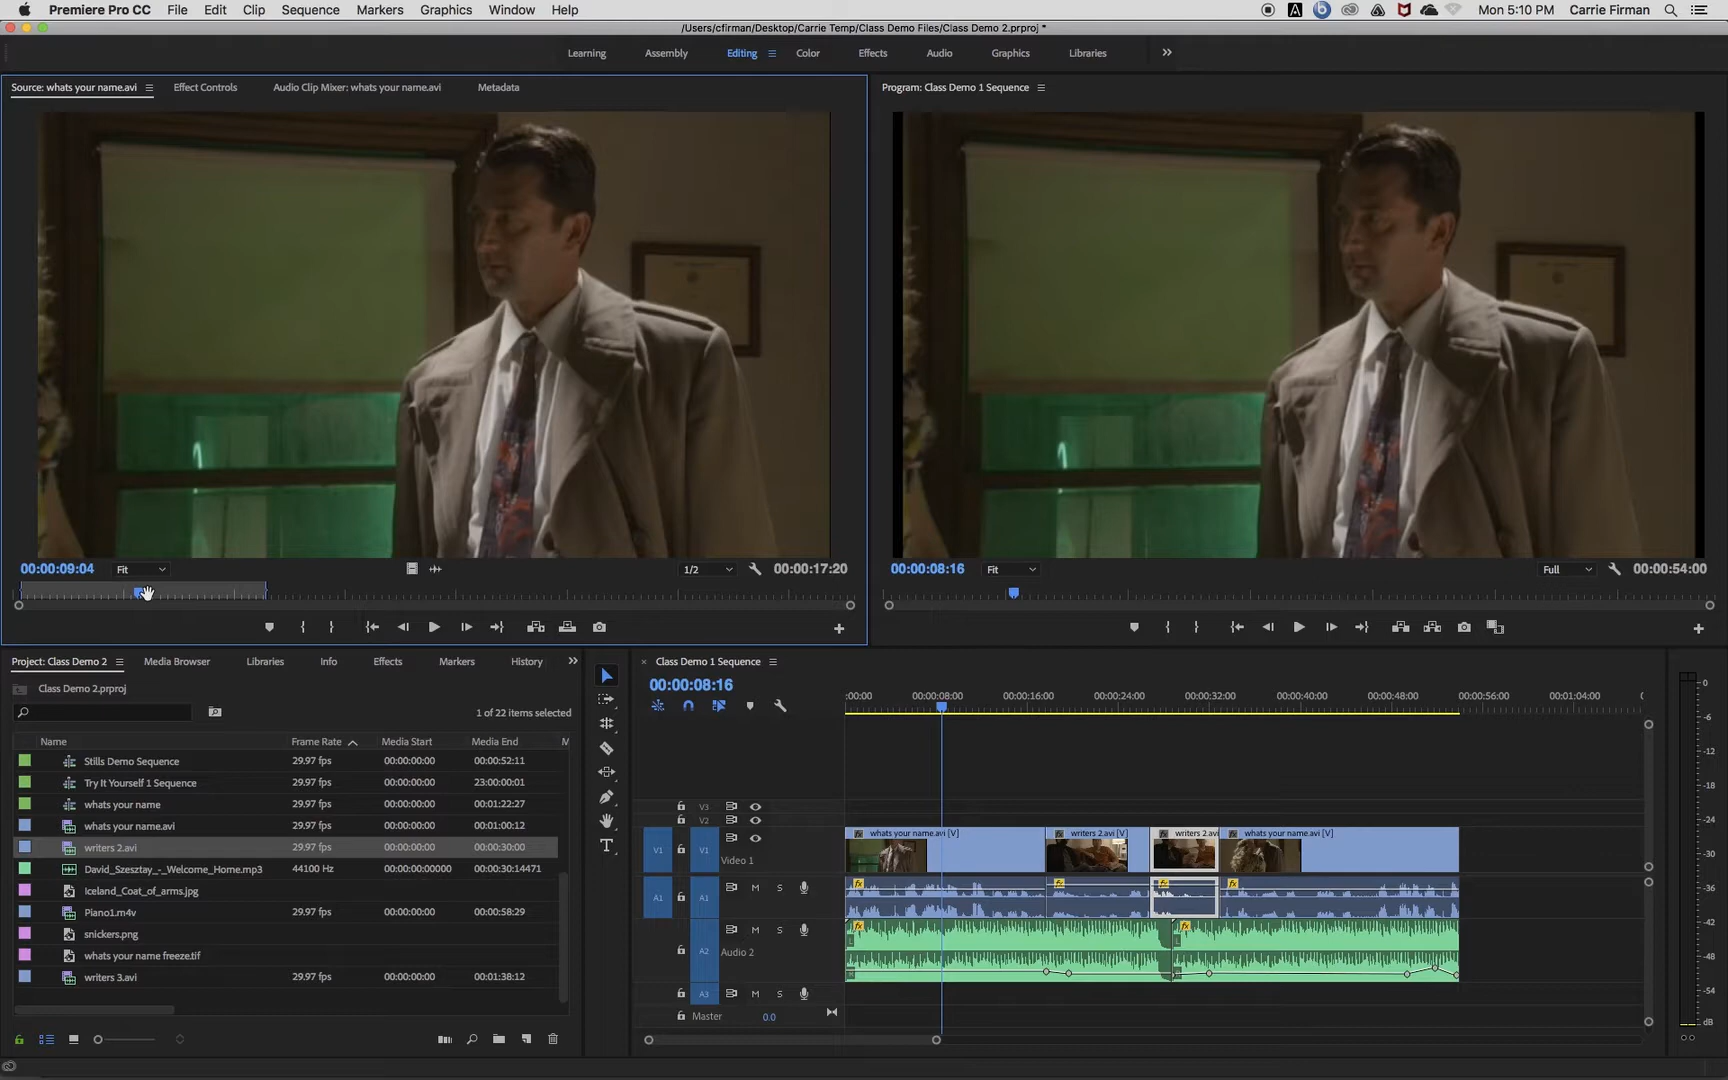 Premiere Pro CC File Edit Clip Sequence Markers Graphics Window Help Mon 5:10 PM Carrie Firman
/Users/cfirman/Desktop/Carrie Temp/Class Demo Files/Class Demo 2.prproj *
Learning Assembly Editing Color Effects Audio Graphics Libraries
Source: whats your name.avi Effect Controls Audio Clip Mixer: whats your name.avi Metadata
Program: Class Demo 1 Sequence
00:00:09:04 Fit 1/2 00:00:17:20
00:00:08:16 Fit Full 00:00:54:00
Project: Class Demo 2 Media Browser Libraries Info Effects Markers History
Class Demo 2.prproj
1 of 22 items selected
Name Frame Rate Media Start Media End M
Stills Demo Sequence 29.97 fps 00:00:00:00 00:00:52:11
Try It Yourself 1 Sequence 29.97 fps 00:00:00:00 23:00:00:01
whats your name 29.97 fps 00:00:00:00 00:01:22:27
whats your name.avi 29.97 fps 00:00:00:00 00:01:00:12
writers 2.avi 29.97 fps 00:00:00:00 00:00:30:00
David_Szesztay_-_Welcome_Home.mp3 44100 Hz 00:00:00:00000 00:00:30:14471
Iceland_Coat_of_arms.jpg
Piano1.m4v 29.97 fps 00:00:00:00 00:00:58:29
snickers.png
whats your name freeze.tif
writers 3.avi 29.97 fps 00:00:00:00 00:01:38:12
Class Demo 1 Sequence
00:00:08:16
:00:00 00:00:08:00 00:00:16:00 00:00:24:00 00:00:32:00 00:00:40:00 00:00:48:00 00:00:56:00 00:01:04:00
V3
V2
whats your name.avi [V] writers 2.avi [V] writers 2.avi whats your name.avi [V]
V1 V1 Video 1
A1 A1 M S
A2 M S
Audio 2
A3 M S
Master 0.0
0
-6
-12
-18
-24
-30
-36
-42
-48
-54
dB